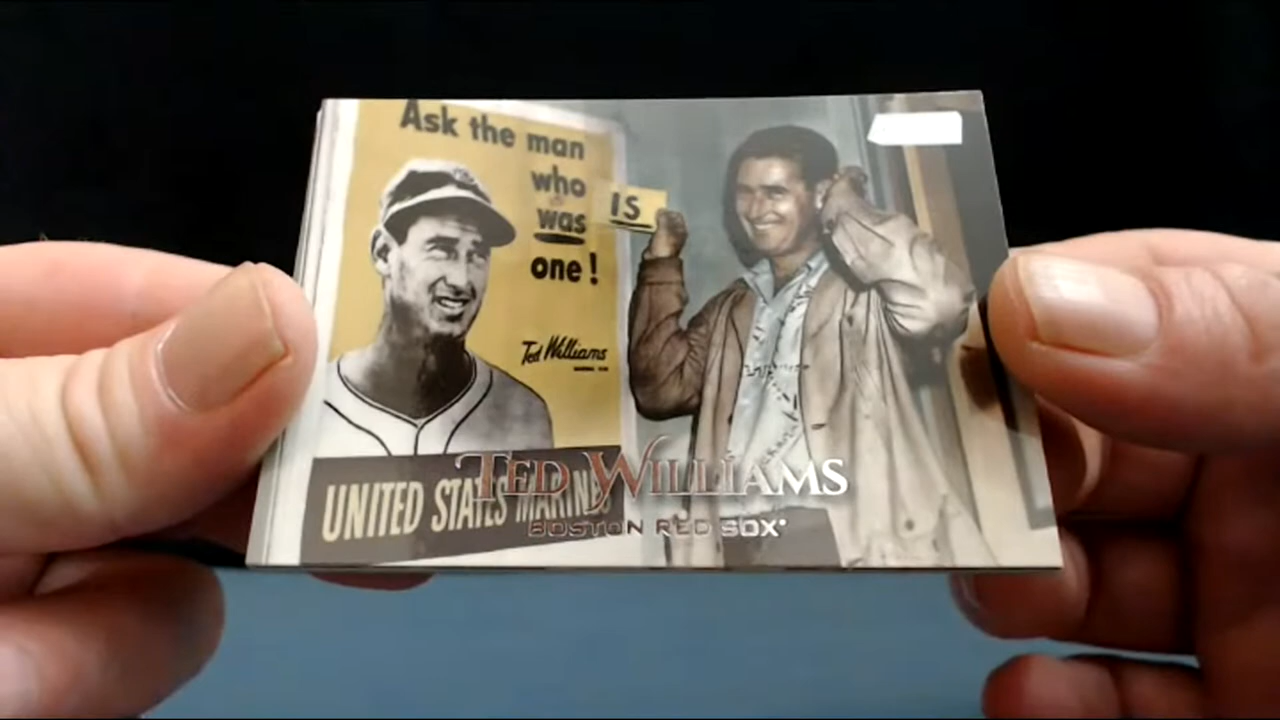 Ask the man
who
was
one!
IS
Ted Williams
UNITED STATES MARINES
TED WILLIAMS
BOSTON RED SOX